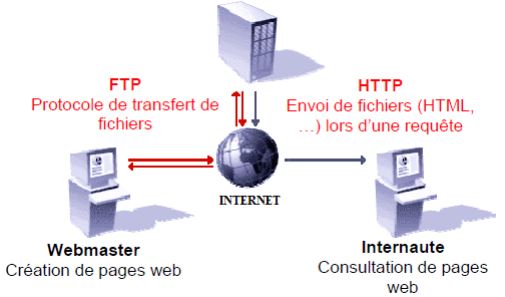 FTP
Protocole de transfert de
fichiers
HTTP
Envoi de fichiers (HTML,
…) lors d'une requête
INTERNET
Webmaster
Création de pages web
Internaute
Consultation de pages
web